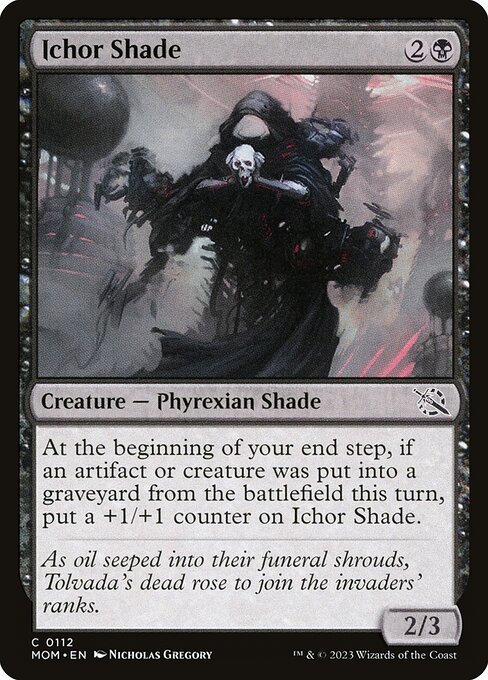 Ichor Shade 2
Creature — Phyrexian Shade
At the beginning of your end step, if
an artifact or creature was put into a
graveyard from the battlefield this turn,
put a +1/+1 counter on Ichor Shade.
As oil seeped into their funeral shrouds,
Tolvada's dead rose to join the invaders'
ranks.
2/3
C 0112
MOM • EN Nicholas Gregory
™ & © 2023 Wizards of the Coast